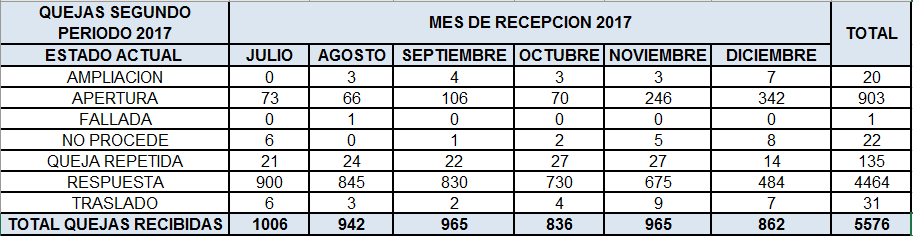 QUEJAS SEGUNDO PERIODO 2017 MES DE RECEPCION 2017 TOTAL
ESTADO ACTUAL JULIO AGOSTO SEPTIEMBRE OCTUBRE NOVIEMBRE DICIEMBRE
AMPLIACION 0 3 4 3 3 7 20
APERTURA 73 66 106 70 246 342 903
FALLADA 0 1 0 0 0 0 1
NO PROCEDE 6 0 1 2 5 8 22
QUEJA REPETIDA 21 24 22 27 27 14 135
RESPUESTA 900 845 830 730 675 484 4464
TRASLADO 6 3 2 4 9 7 31
TOTAL QUEJAS RECIBIDAS 1006 942 965 836 965 862 5576